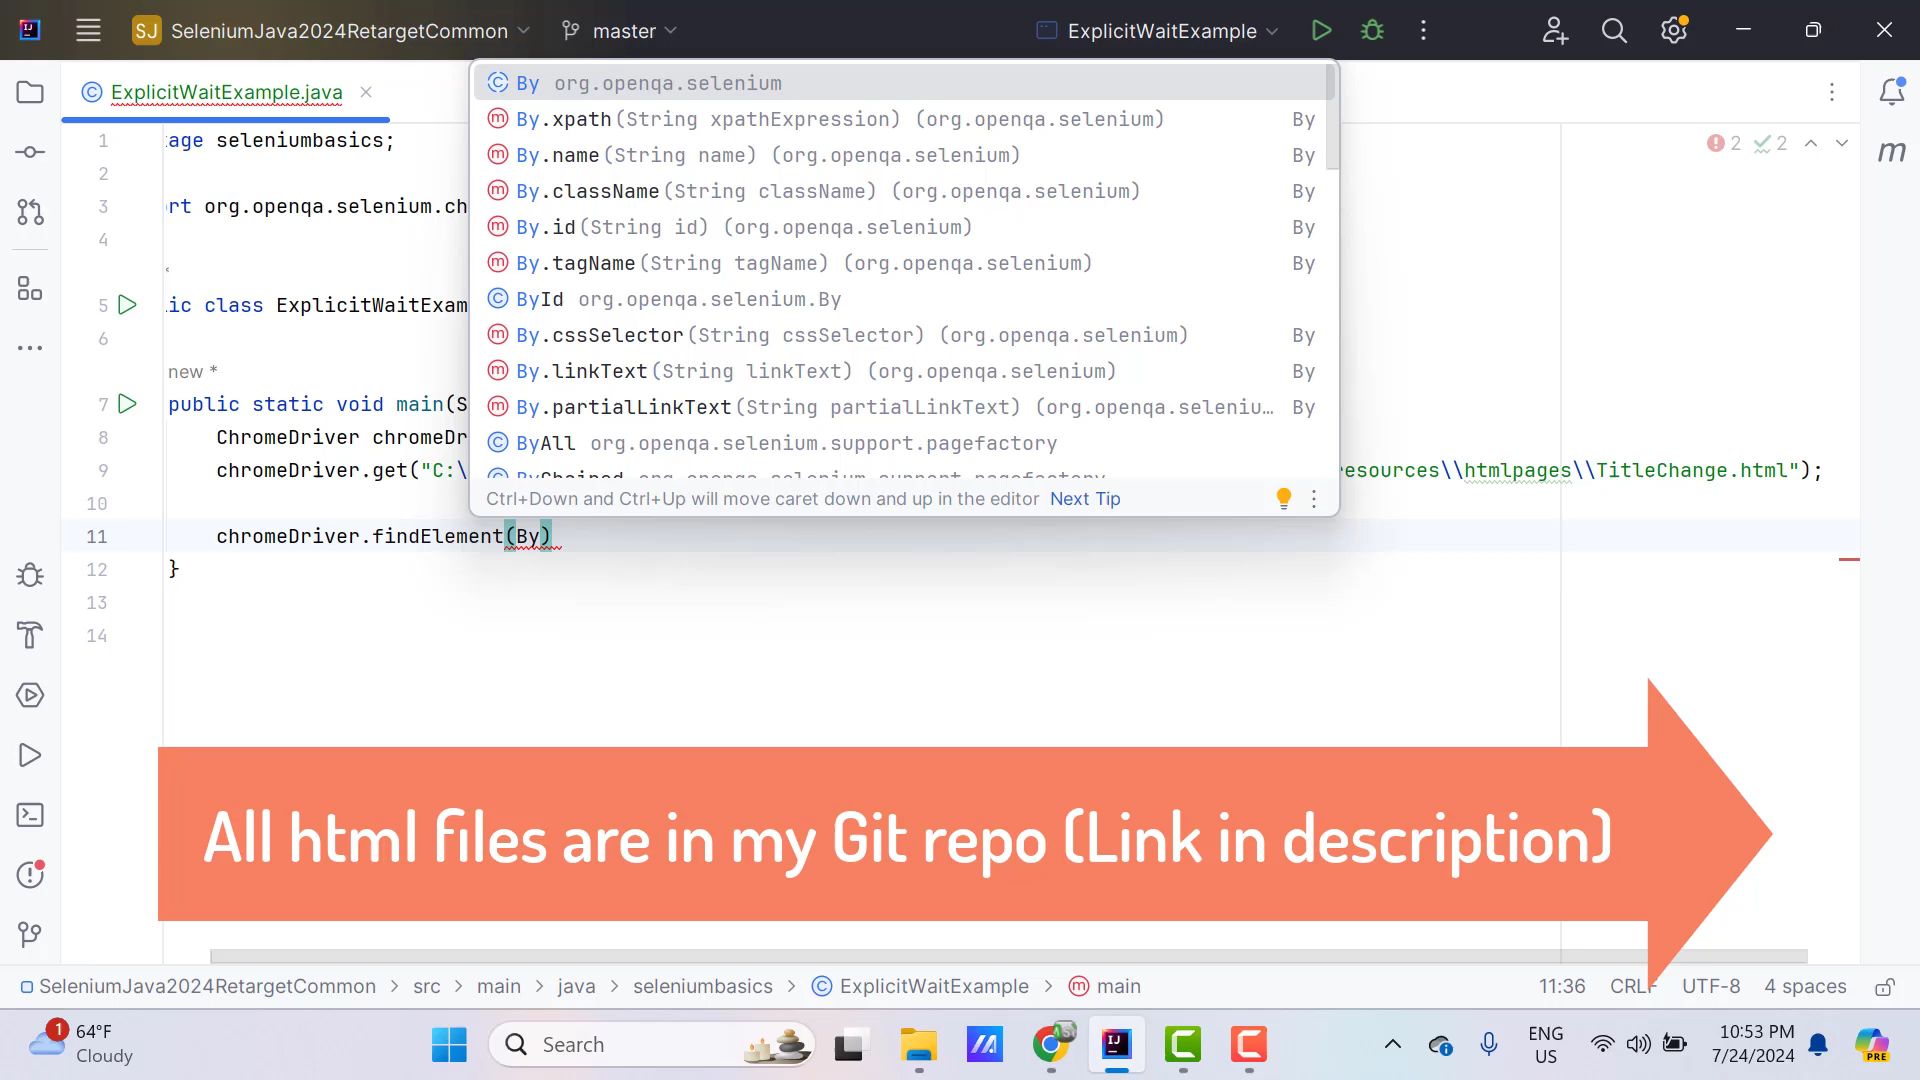 SJ SeleniumJava2024RetargetCommon master ExplicitWaitExample
ExplicitWaitExample.java
By org.openqa.selenium
By.xpath(String xpathExpression) (org.openqa.selenium) By
By.name(String name) (org.openqa.selenium) By
By.className(String className) (org.openqa.selenium) By
By.id(String id) (org.openqa.selenium) By
By.tagName(String tagName) (org.openqa.selenium) By
ById org.openqa.selenium.By
By.cssSelector(String cssSelector) (org.openqa.selenium) By
By.linkText(String linkText) (org.openqa.selenium) By
By.partialLinkText(String partialLinkText) (org.openqa.seleniu… By
ByAll org.openqa.selenium.support.pagefactory
ByChained org.openqa.selenium.support.pagefactory
Ctrl+Down and Ctrl+Up will move caret down and up in the editor Next Tip
2 2
1 age seleniumbasics;
2
3 rt org.openqa.selenium.ch
4
5 ic class ExplicitWaitExam
6
new *
7 public static void main(S
8 ChromeDriver chromeDr
9 chromeDriver.get("C:\ esources\\htmlpages\\TitleChange.html");
10
11 chromeDriver.findElement(By)
12 }
13
14
All html files are in my Git repo (Link in description)
SeleniumJava2024RetargetCommon > src > main > java > seleniumbasics > ExplicitWaitExample > main 11:36 CRLF UTF-8 4 spaces
1 64°F
Cloudy
Search
ENG
US
10:53 PM
7/24/2024
PRE